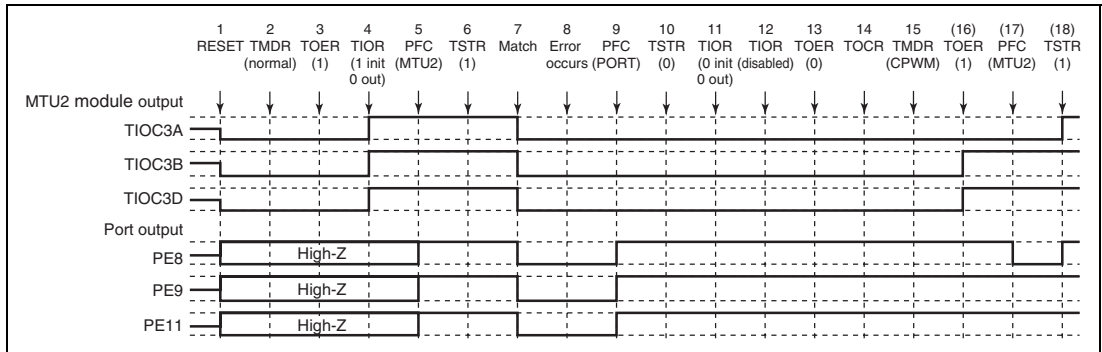 1 2 3 4 5 6 7 8 9 10 11 12 13 14 15 (16) (17) (18)
RESET TMDR TOER TIOR PFC TSTR Match Error PFC TSTR TIOR TIOR TOER TOCR TMDR TOER PFC TSTR
(normal) (1) (1 init (MTU2) (1) occurs (PORT) (0) (0 init (disabled) (0) (CPWM) (1) (MTU2) (1)
0 out) 0 out)
MTU2 module output
TIOC3A
TIOC3B
TIOC3D
Port output
PE8 High-Z
PE9 High-Z
PE11 High-Z